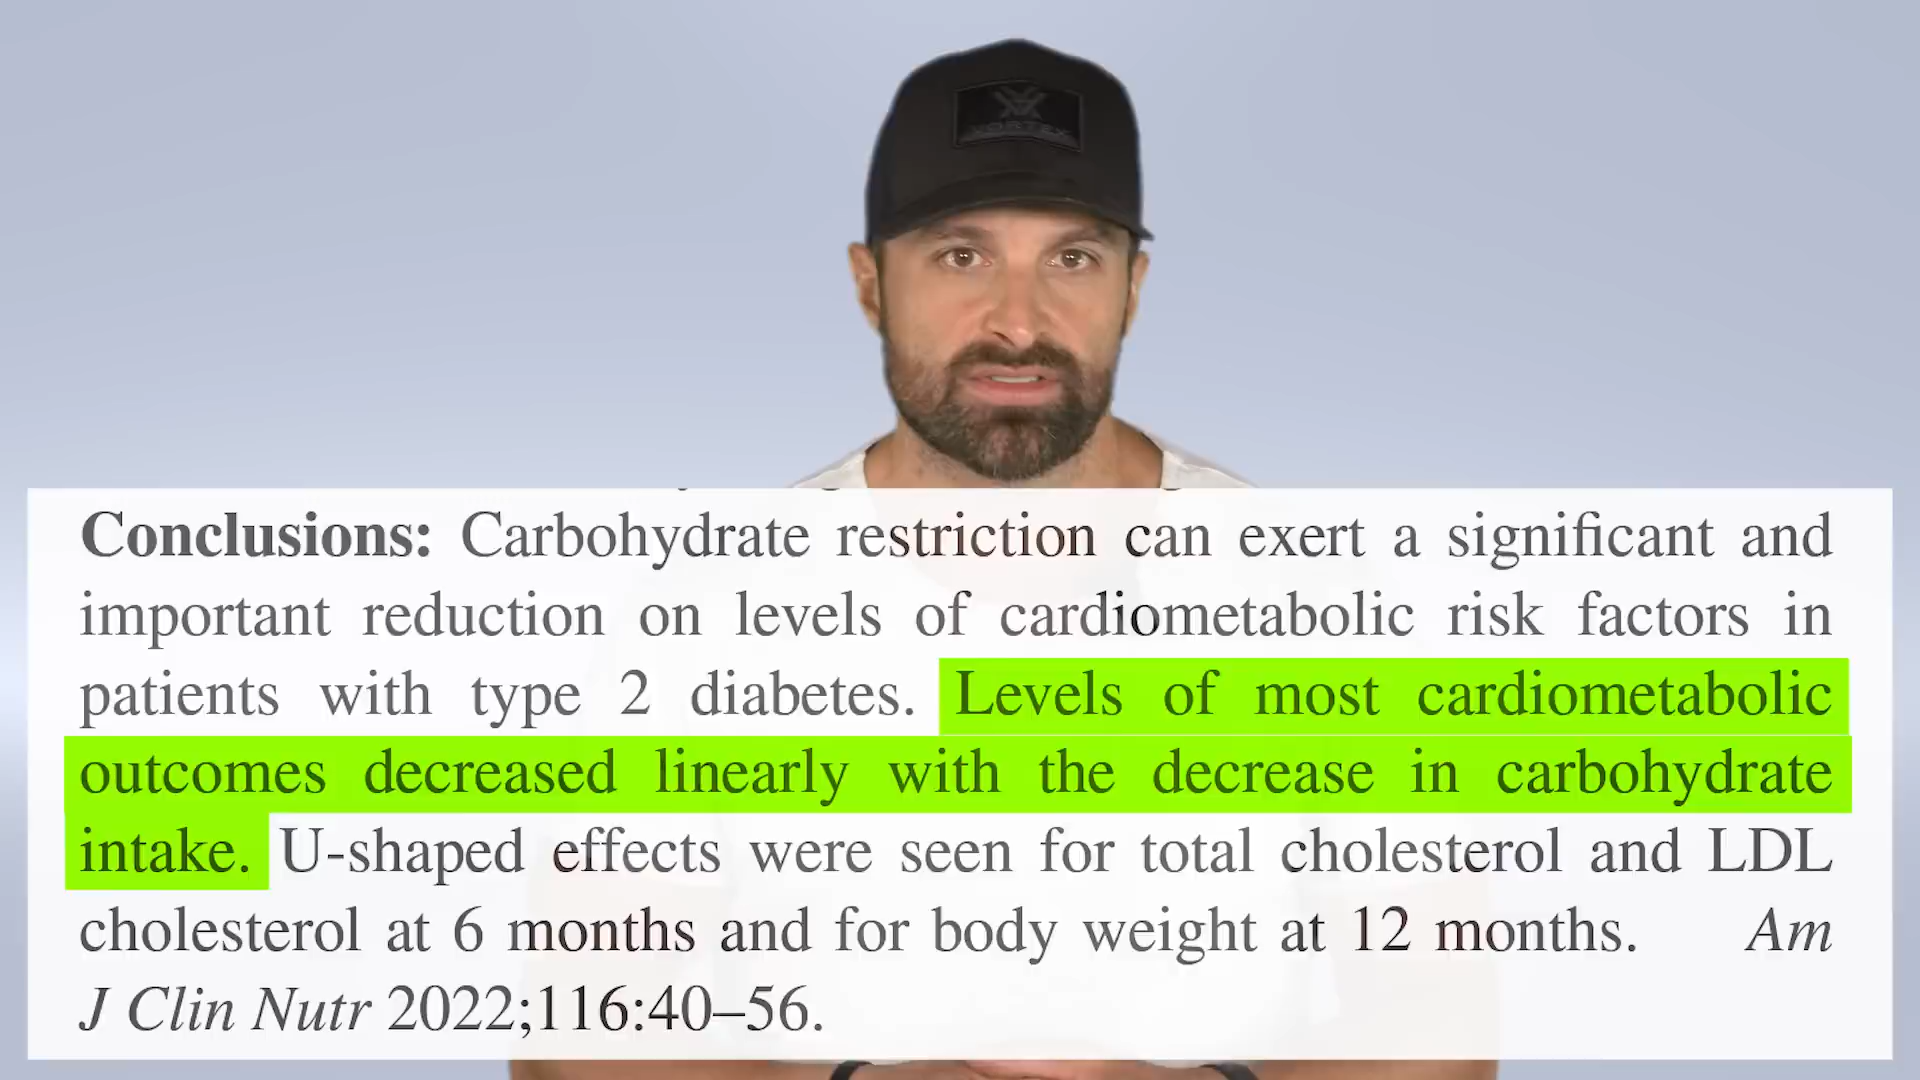 VORTEX
Conclusions: Carbohydrate restriction can exert a significant and
important reduction on levels of cardiometabolic risk factors in
patients with type 2 diabetes. Levels of most cardiometabolic
outcomes decreased linearly with the decrease in carbohydrate
intake. U-shaped effects were seen for total cholesterol and LDL
cholesterol at 6 months and for body weight at 12 months. Am
J Clin Nutr 2022;116:40–56.